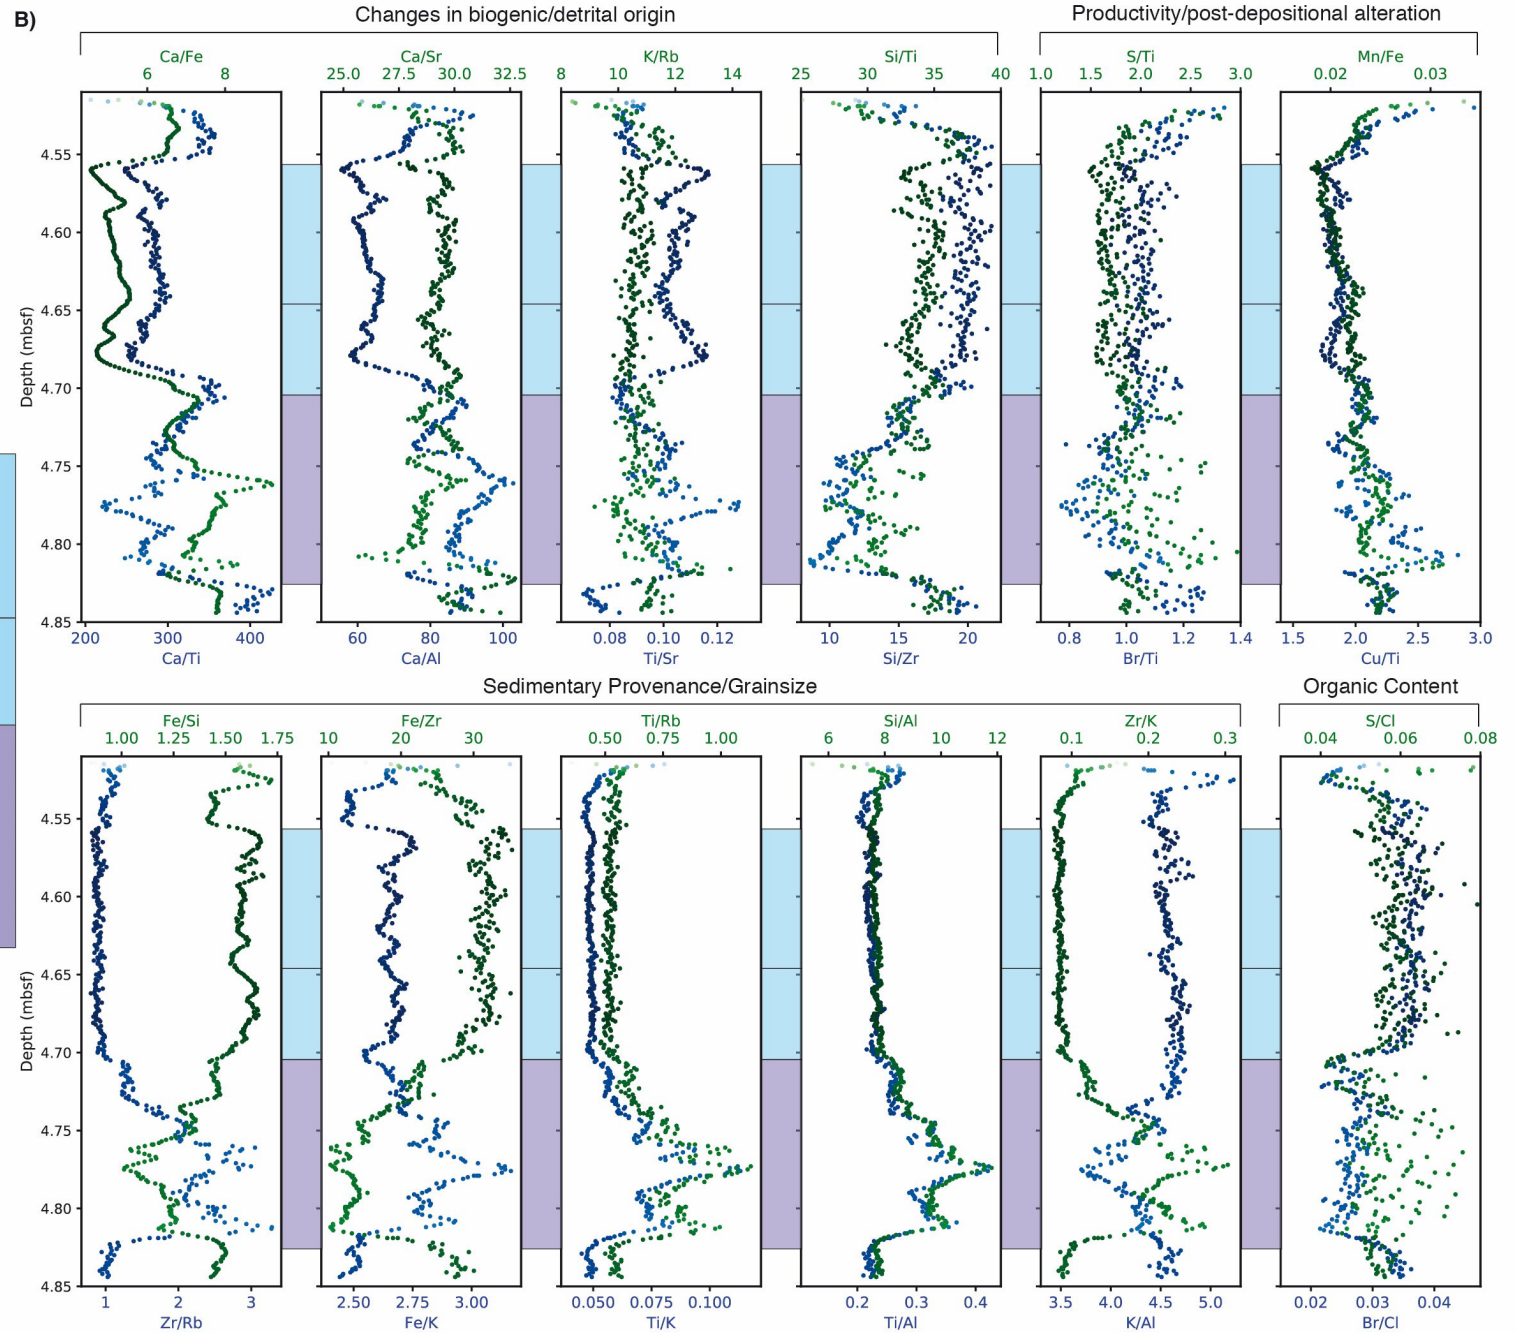 B)
Changes in biogenic/detrital origin
Productivity/post-depositional alteration
Ca/Fe Ca/Sr K/Rb Si/Ti S/Ti Mn/Fe
6 8 25.0 27.5 30.0 32.5 8 10 12 14 25 30 35 40 1.0 1.5 2.0 2.5 3.0 0.02 0.03
4.55
4.60
4.65
4.70
4.75
4.80
4.85
Depth (mbsf)
200 300 400 60 80 100 0.08 0.10 0.12 10 15 20 0.8 1.0 1.2 1.4 1.5 2.0 2.5 3.0
Ca/Ti Ca/Al Ti/Sr Si/Zr Br/Ti Cu/Ti
Sedimentary Provenance/Grainsize
Organic Content
Fe/Si Fe/Zr Ti/Rb Si/Al Zr/K S/Cl
1.00 1.25 1.50 1.75 10 20 30 0.50 0.75 1.00 6 8 10 12 0.1 0.2 0.3 0.04 0.06 0.08
4.55
4.60
4.65
4.70
4.75
4.80
4.85
Depth (mbsf)
1 2 3 2.50 2.75 3.00 0.050 0.075 0.100 0.2 0.3 0.4 3.5 4.0 4.5 5.0 0.02 0.03 0.04
Zr/Rb Fe/K Ti/K Ti/Al K/Al Br/Cl